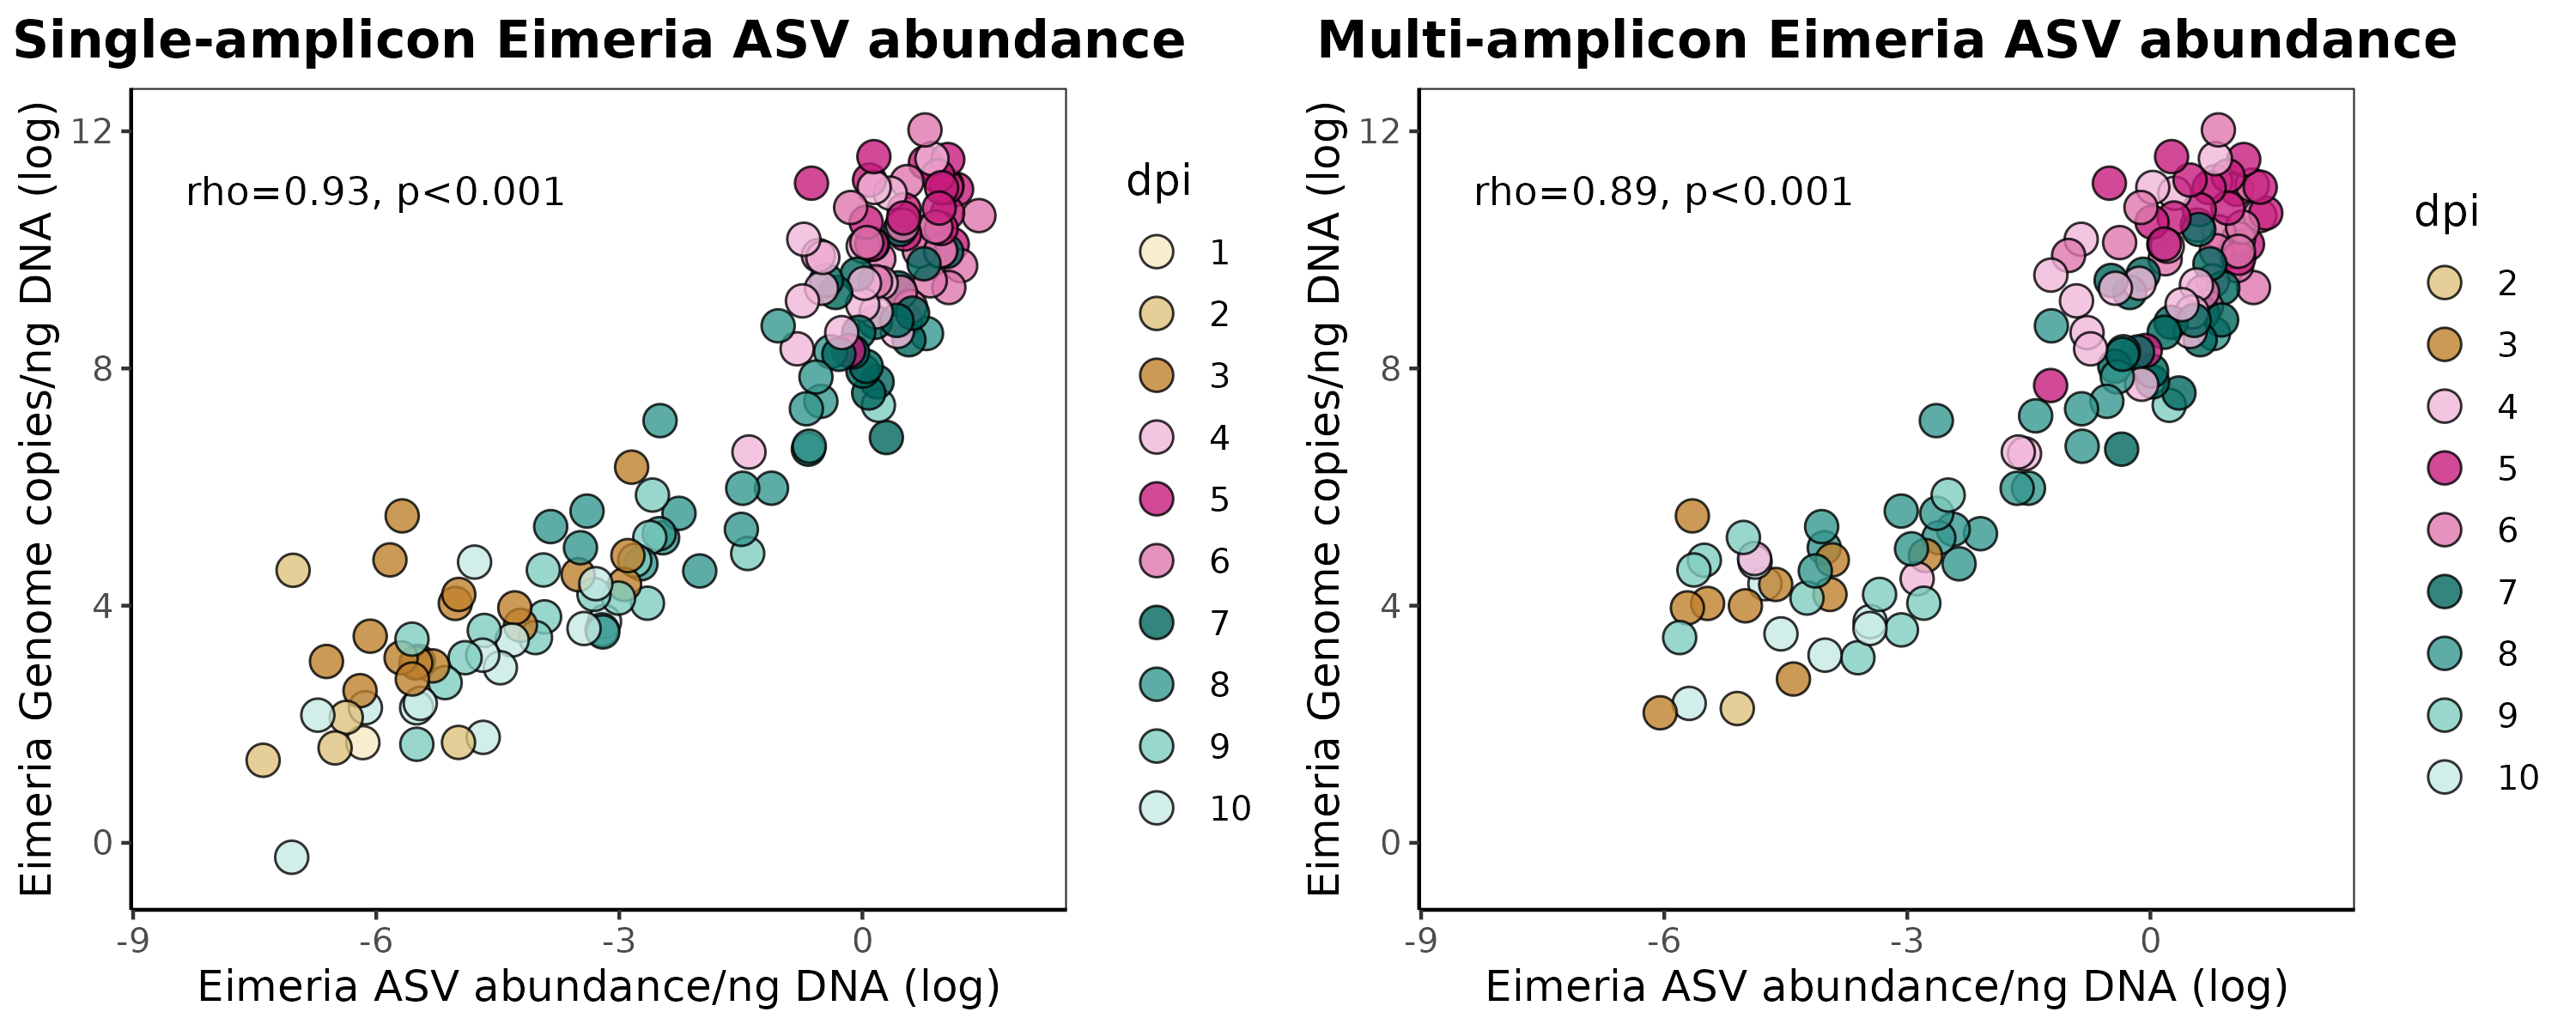 Single-amplicon Eimeria ASV abundance
Eimeria Genome copies/ng DNA (log)
12
8
4
0
rho=0.93, p<0.001
-9 -6 -3 0
Eimeria ASV abundance/ng DNA (log)
dpi
1
2
3
4
5
6
7
8
9
10
Multi-amplicon Eimeria ASV abundance
Eimeria Genome copies/ng DNA (log)
12
8
4
0
rho=0.89, p<0.001
-9 -6 -3 0
Eimeria ASV abundance/ng DNA (log)
dpi
2
3
4
5
6
7
8
9
10